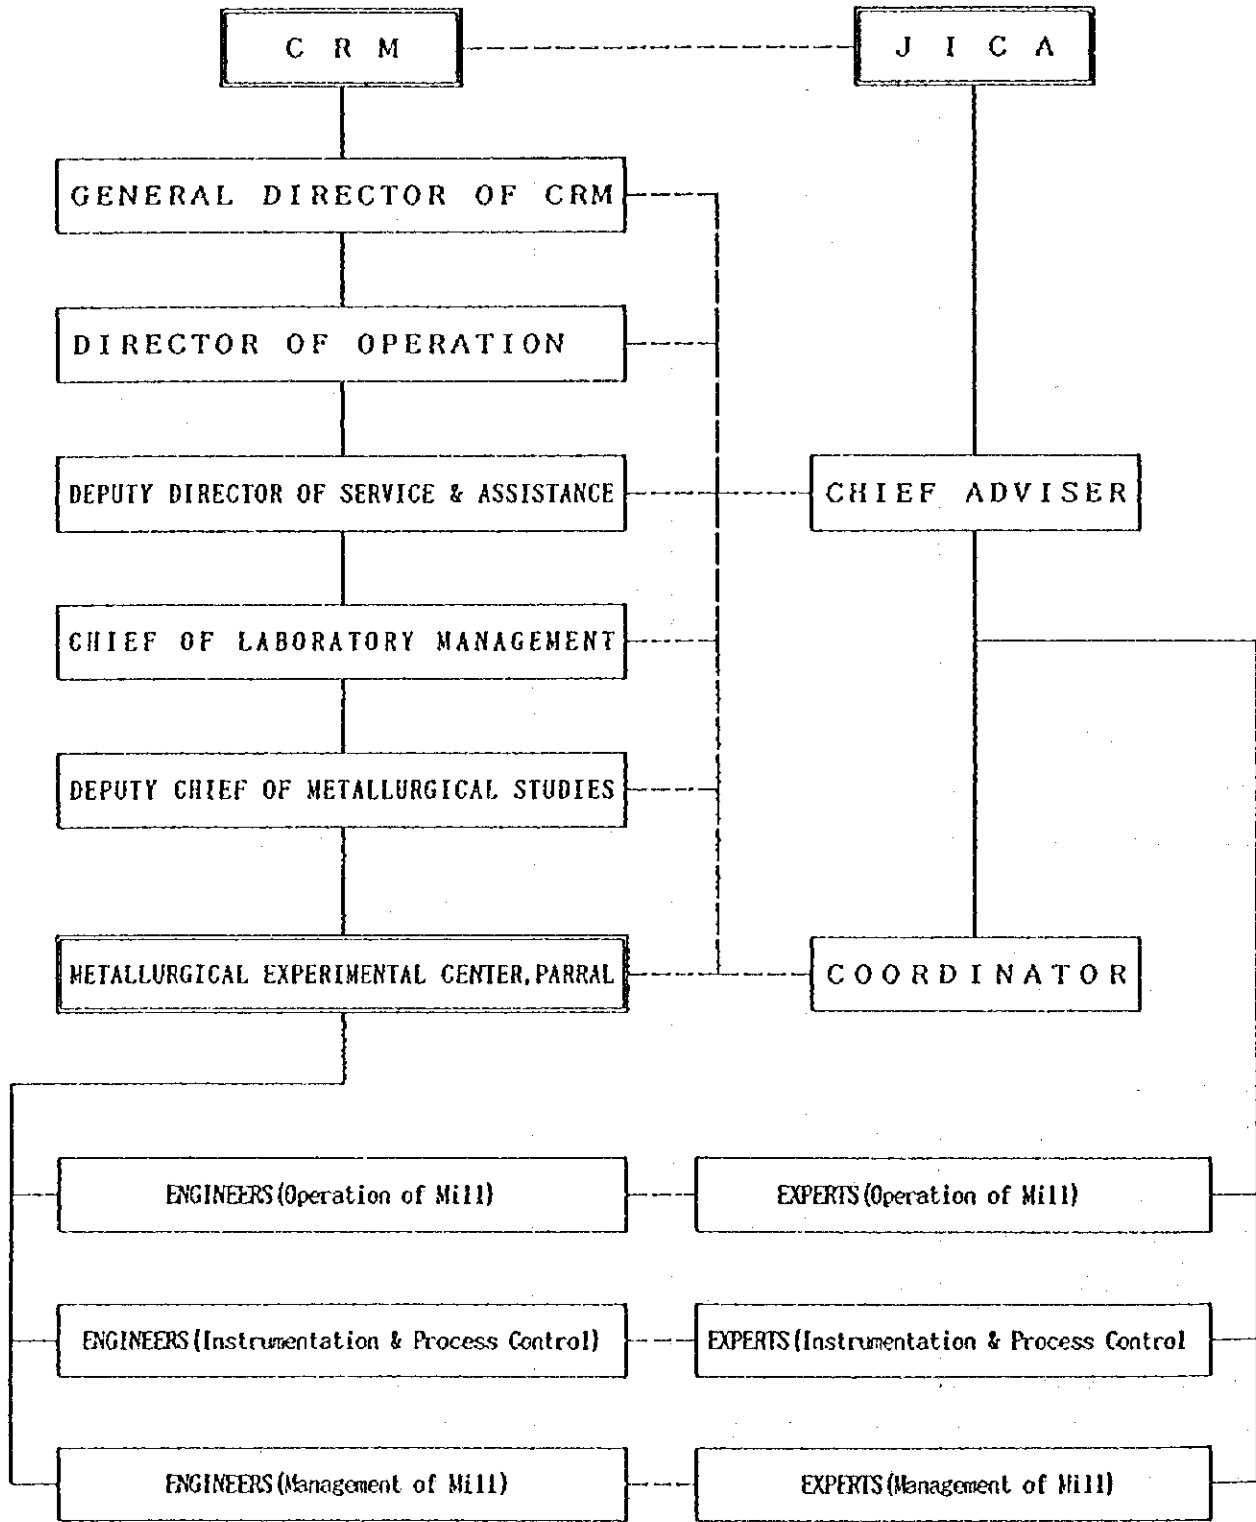 CRM
JICA
GENERAL DIRECTOR OF CRM
DIRECTOR OF OPERATION
DEPUTY DIRECTOR OF SERVICE & ASSISTANCE
CHIEF ADVISER
CHIEF OF LABORATORY MANAGEMENT
DEPUTY CHIEF OF METALLURGICAL STUDIES
METALLURGICAL EXPERIMENTAL CENTER, PARRAL
COORDINATOR
ENGINEERS (Operation of Mill)
EXPERTS (Operation of Mill)
ENGINEERS (Instrumentation & Process Control)
EXPERTS (Instrumentation & Process Control
ENGINEERS (Management of Mill)
EXPERTS (Management of Mill)